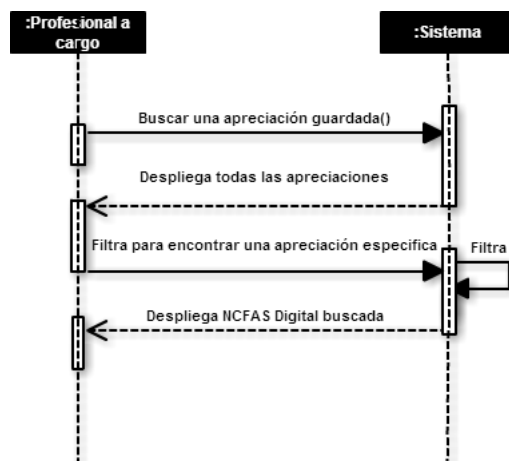 :Profesional a
cargo
:Sistema
Buscar una apreciación guardada()
Despliega todas las apreciaciones
Filtra para encontrar una apreciación especifica
Filtra
Despliega NCFAS Digital buscada